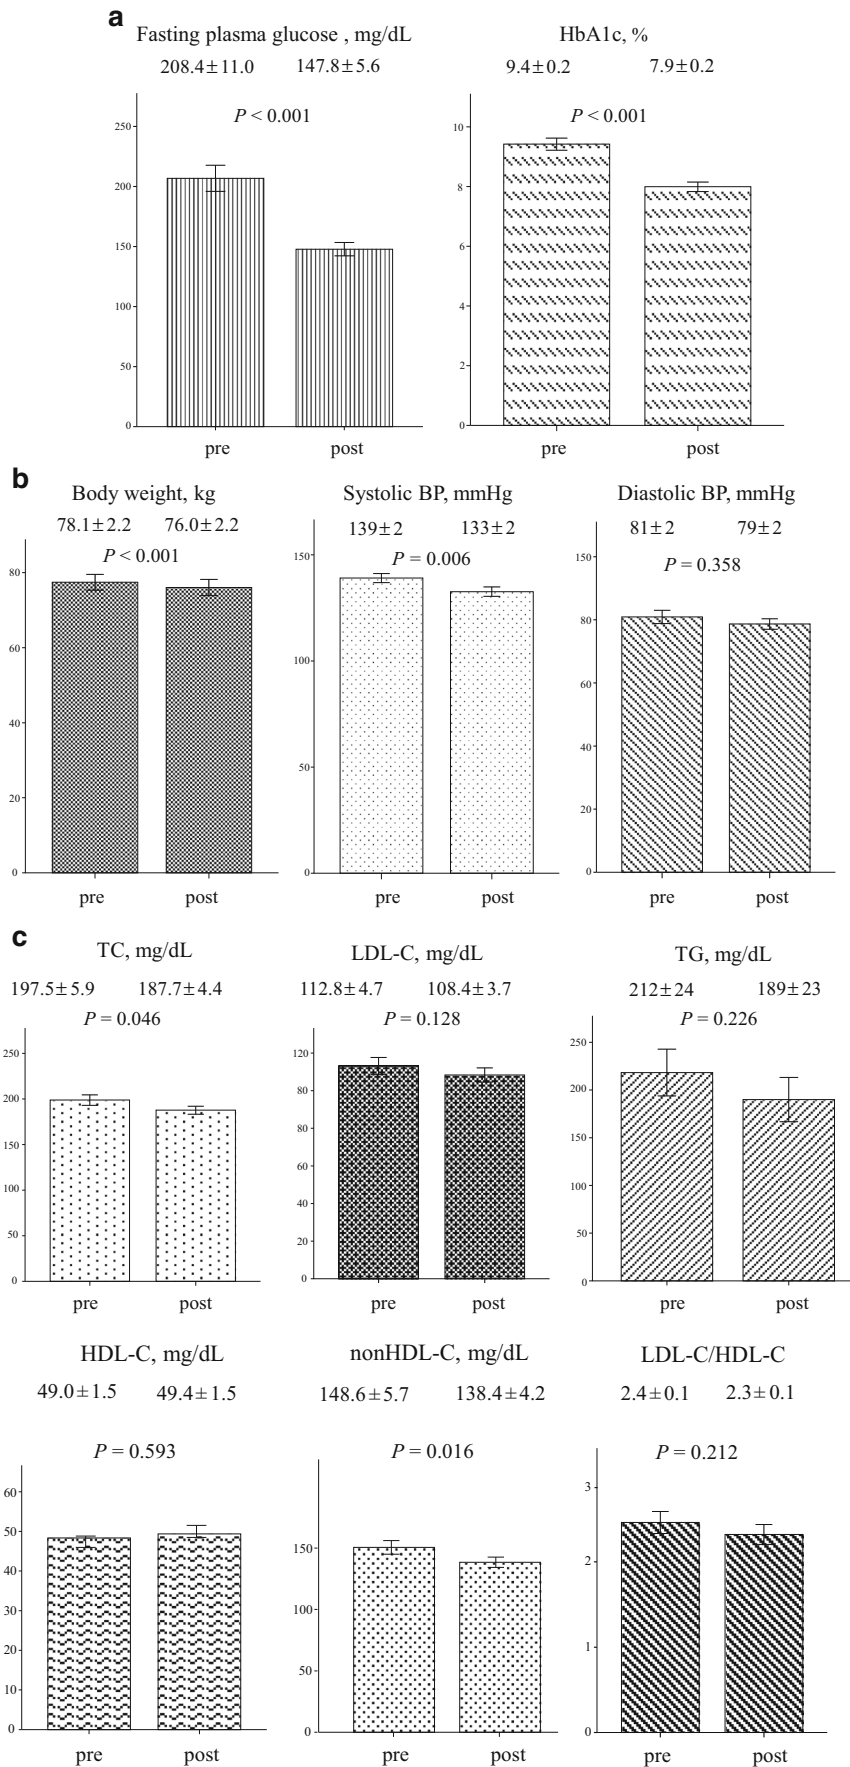 a
Fasting plasma glucose , mg/dL
208.4±11.0 147.8±5.6
P < 0.001
250
200
150
100
50
0
pre post
HbA1c, %
9.4±0.2 7.9±0.2
P < 0.001
10
8
6
4
2
0
pre post
b
Body weight, kg
78.1±2.2 76.0±2.2
P < 0.001
80
60
40
20
0
pre post
Systolic BP, mmHg
139±2 133±2
P = 0.006
150
100
50
0
pre post
Diastolic BP, mmHg
81±2 79±2
P = 0.358
150
80
60
40
20
0
pre post
c
TC, mg/dL
197.5±5.9 187.7±4.4
P = 0.046
250
200
150
100
50
0
pre post
LDL-C, mg/dL
112.8±4.7 108.4±3.7
P = 0.128
120
80
80
60
40
20
0
pre post
TG, mg/dL
212±24 189±23
P = 0.226
250
200
150
100
50
0
pre post
HDL-C, mg/dL
49.0±1.5 49.4±1.5
P = 0.593
60
50
40
30
20
10
0
pre post
nonHDL-C, mg/dL
148.6±5.7 138.4±4.2
P = 0.016
150
100
50
0
pre post
LDL-C/HDL-C
2.4±0.1 2.3±0.1
P = 0.212
3
2
1
0
pre post